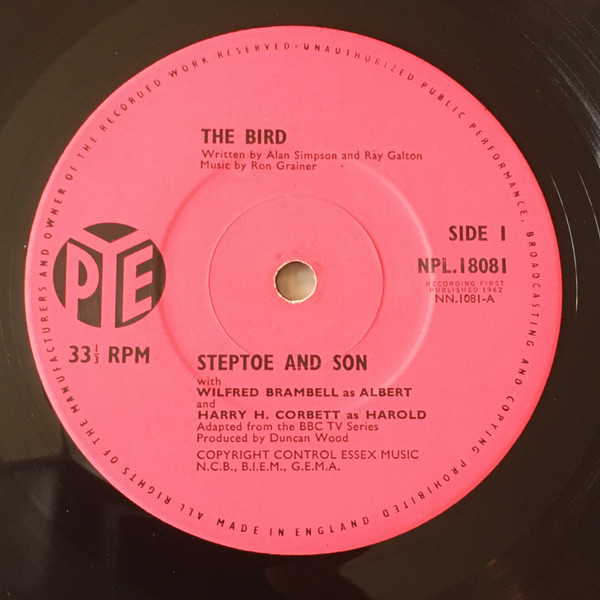 ALL RIGHTS OF THE MANUFACTURERS AND OWNER OF THE RECORDED WORK RESERVED · UNAUTHORIZED PUBLIC PERFORMANCE, BROADCASTING AND COPYING PROHIBITED
THE BIRD
Written by Alan Simpson and Ray Galton
Music by Ron Grainer
SIDE 1
NPL.18081
RECORDING FIRST
PUBLISHED 1962
NN.1081-A
PYE
33⅓ RPM
STEPTOE AND SON
with
WILFRED BRAMBELL as ALBERT
and
HARRY H. CORBETT as HAROLD
Adapted from the BBC TV Series
Produced by Duncan Wood
COPYRIGHT CONTROL ESSEX MUSIC
N.C.B., B.I.E.M., G.E.M.A.
MADE IN ENGLAND